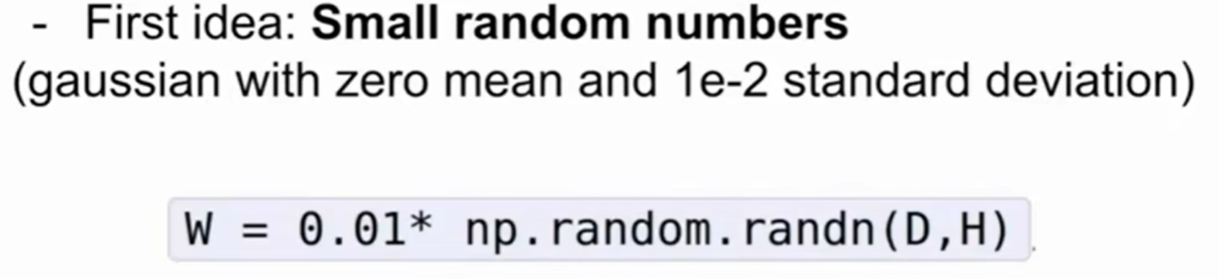 - First idea: Small random numbers
(gaussian with zero mean and 1e-2 standard deviation)
W = 0.01* np.random.randn(D,H)